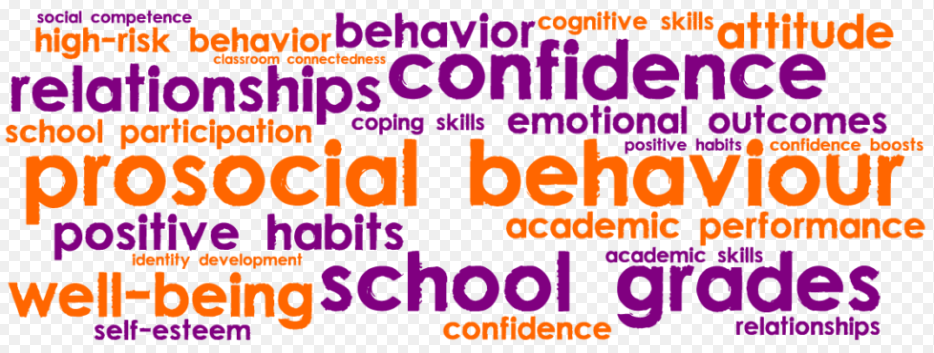 social competence
high-risk behavior
behavior
cognitive skills
attitude
classroom connectedness
relationships
confidence
school participation
coping skills
emotional outcomes
positive habits
confidence boosts
prosocial behaviour
positive habits
academic performance
identity development
academic skills
well-being
school grades
self-esteem
confidence
relationships